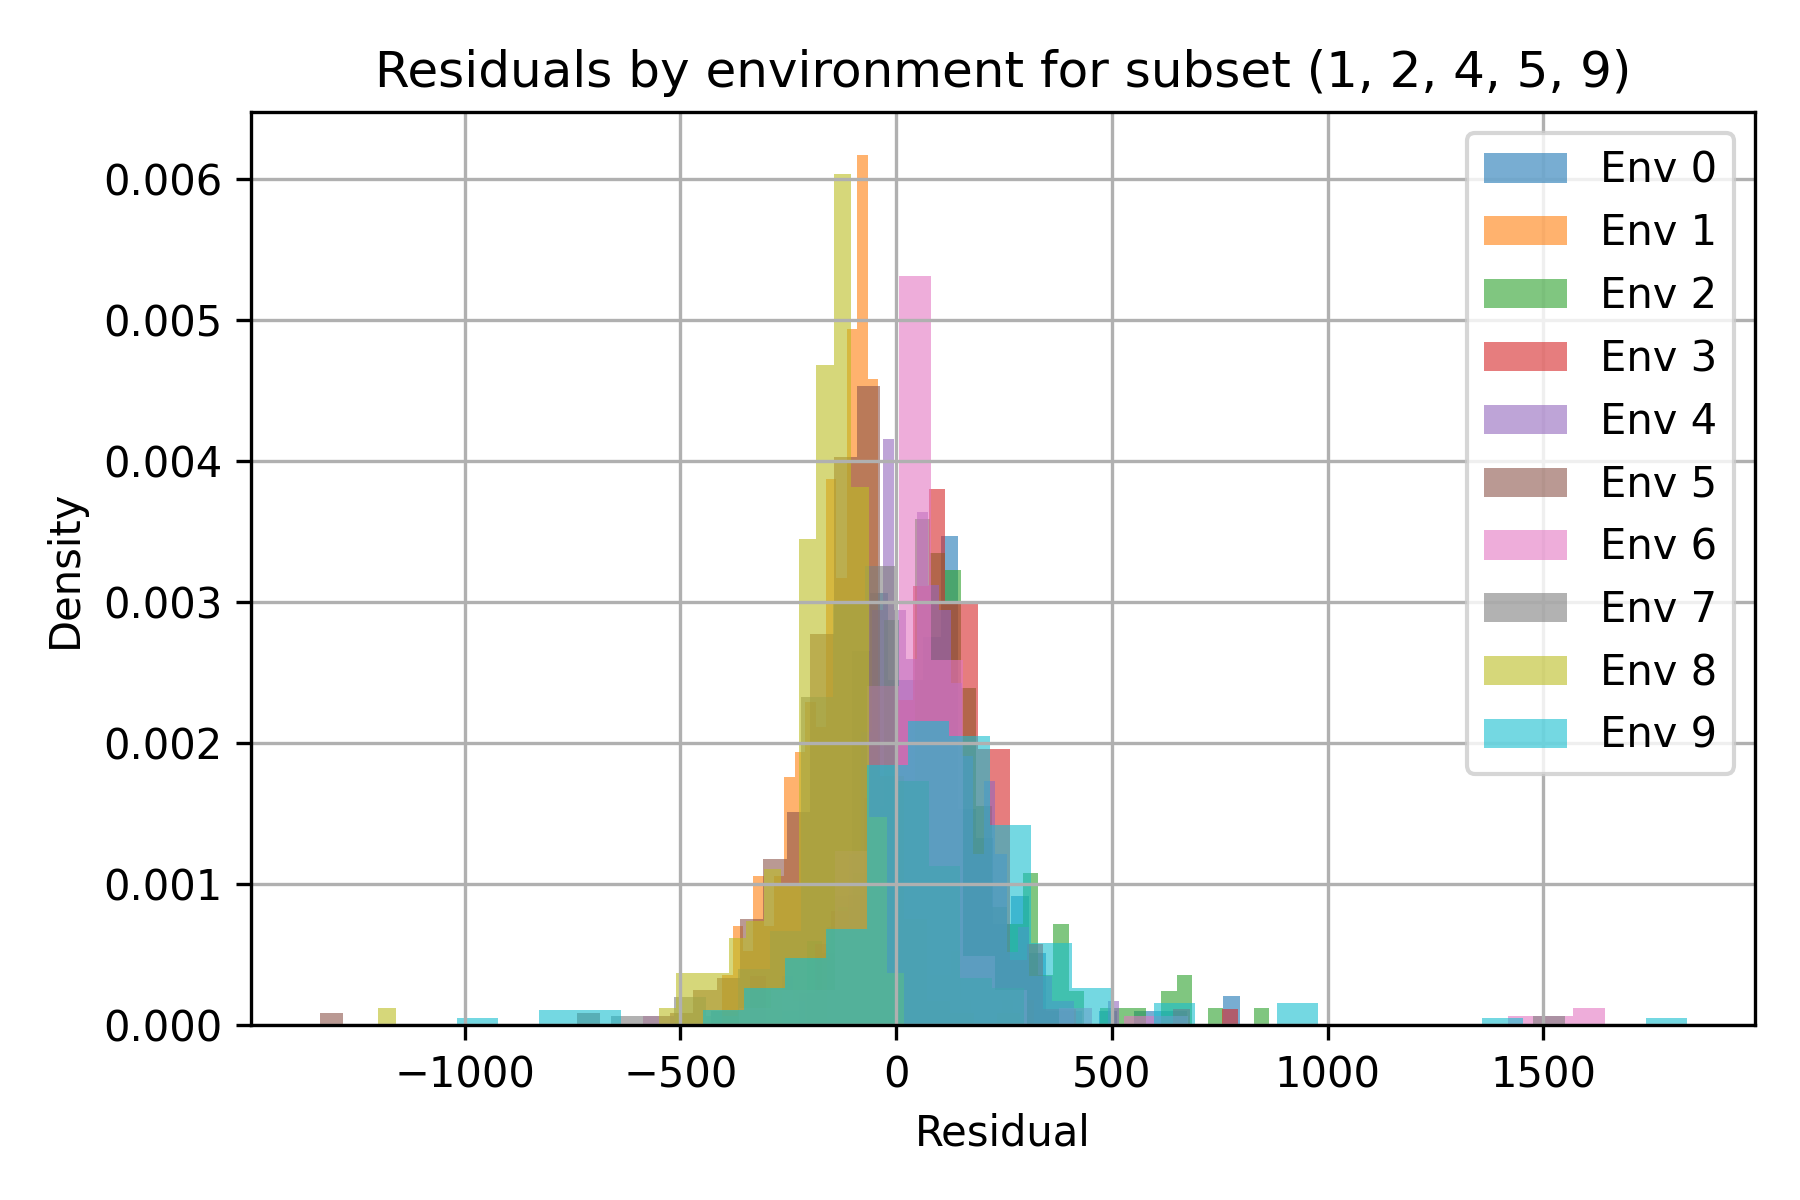 Residuals by environment for subset (1, 2, 4, 5, 9)
Env 0
Env 1
Env 2
Env 3
Env 4
Env 5
Env 6
Env 7
Env 8
Env 9
Density
0.006
0.005
0.004
0.003
0.002
0.001
0.000
−1000 −500 0 500 1000 1500
Residual